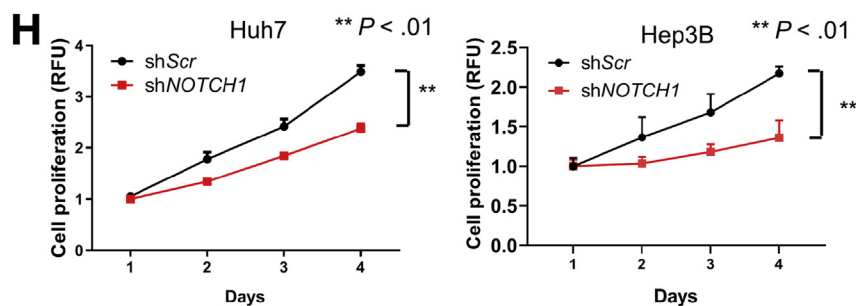 H
Huh7
** P < .01
Cell proliferation (RFU)
4
3
2
1
0
shScr
shNOTCH1
**
1 2 3 4
Days
Hep3B
** P < .01
Cell proliferation (RFU)
2.5
2.0
1.5
1.0
0.5
0.0
shScr
shNOTCH1
**
1 2 3 4
Days